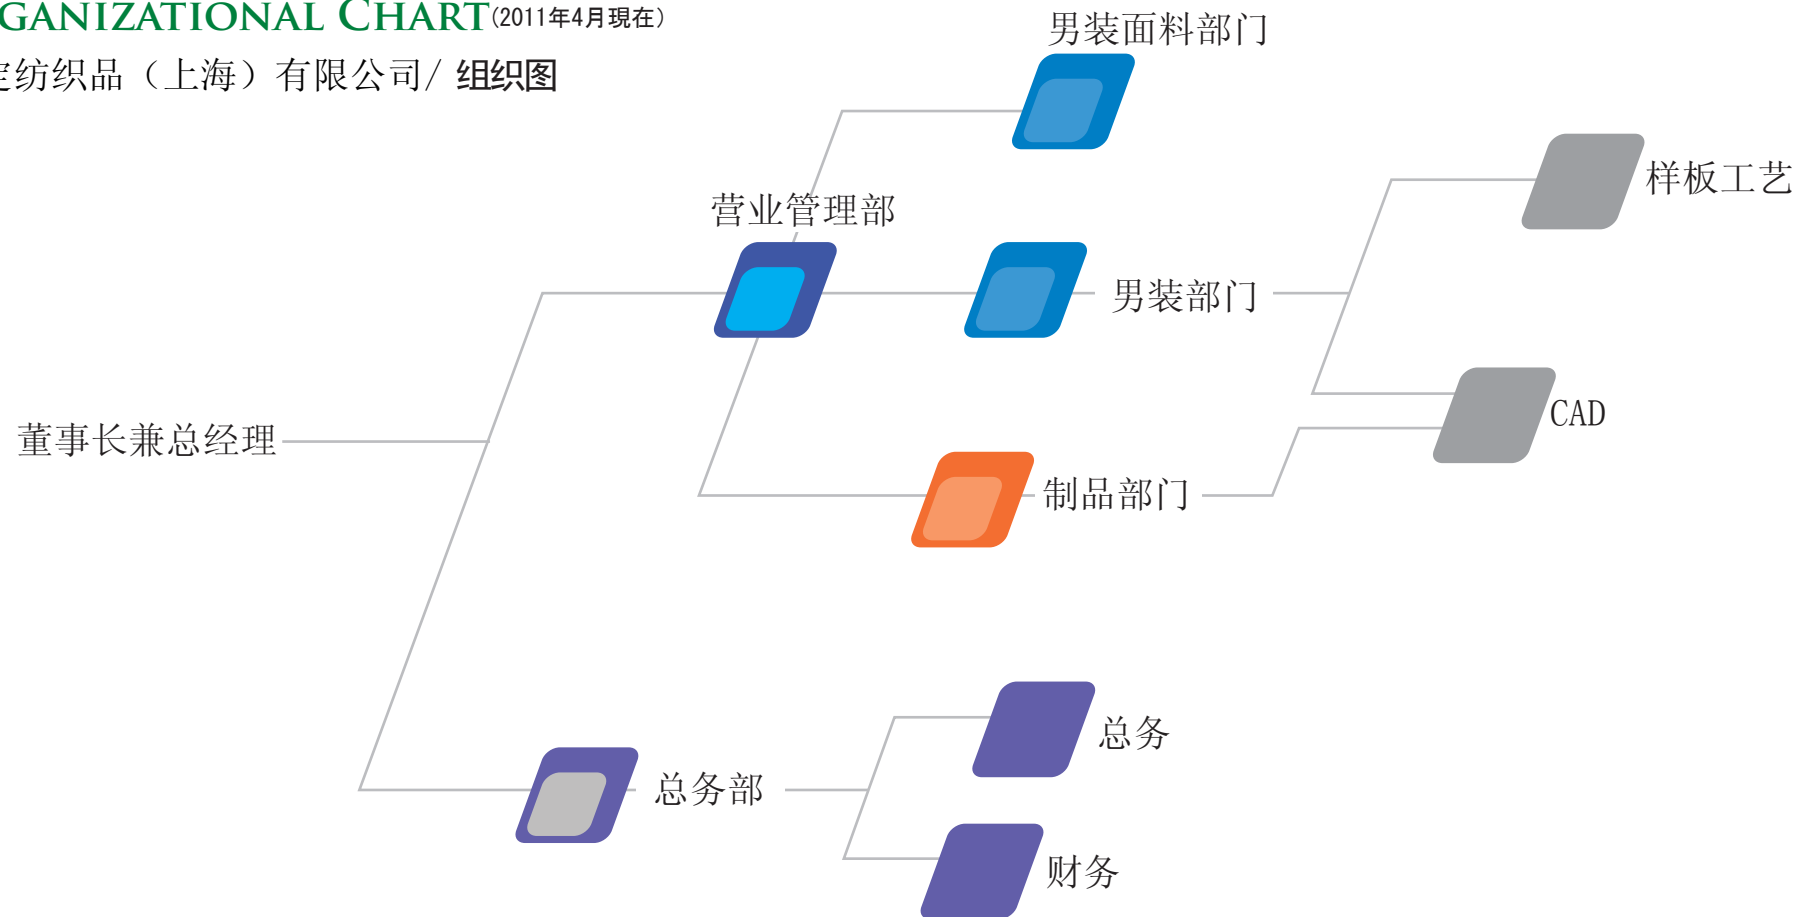 GANIZATIONAL CHART(2011年4月現在)
纺织品（上海）有限公司/ 组织图
男装面料部门
样板工艺
营业管理部
男装部门
CAD
董事长兼总经理
制品部门
总务
总务部
财务